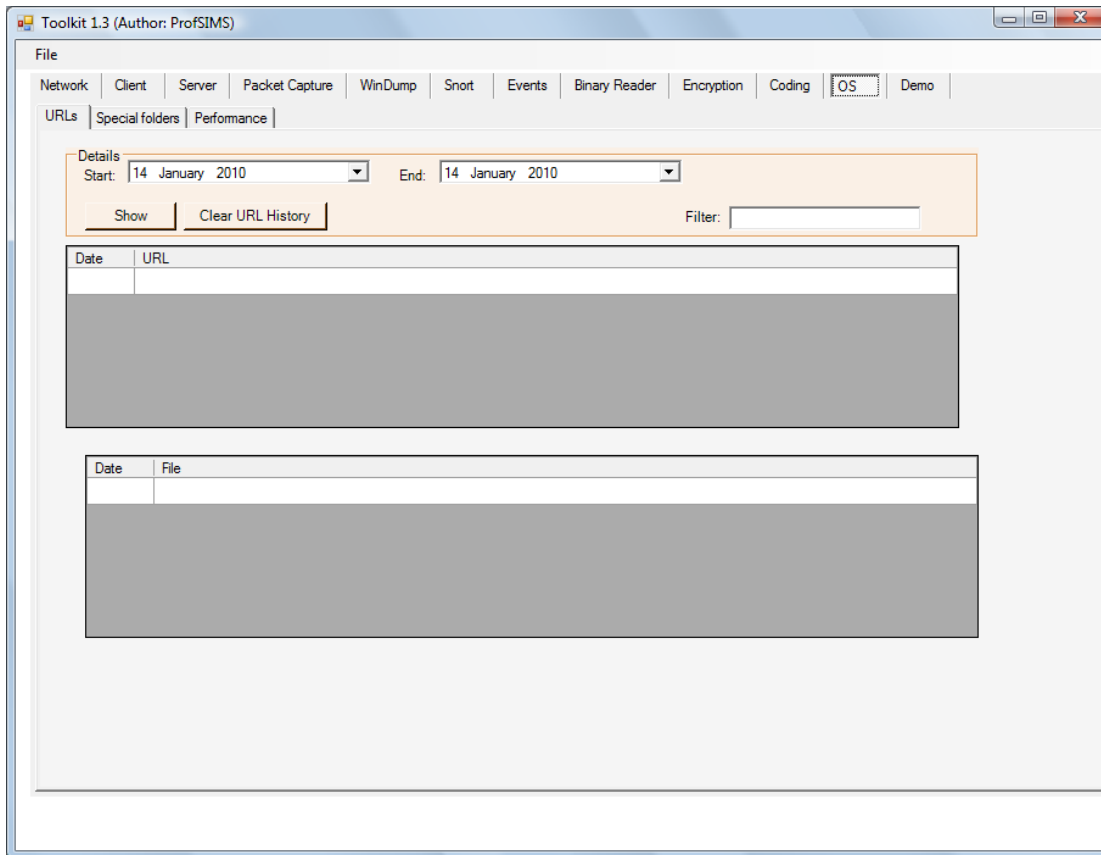 Toolkit 1.3 (Author: ProfSIMS)
File
Network Client Server Packet Capture WinDump Snort Events Binary Reader Encryption Coding OS Demo
URLs Special folders Performance
Details
Start: 14 January 2010 End: 14 January 2010
Show Clear URL History Filter:
Date URL
Date File